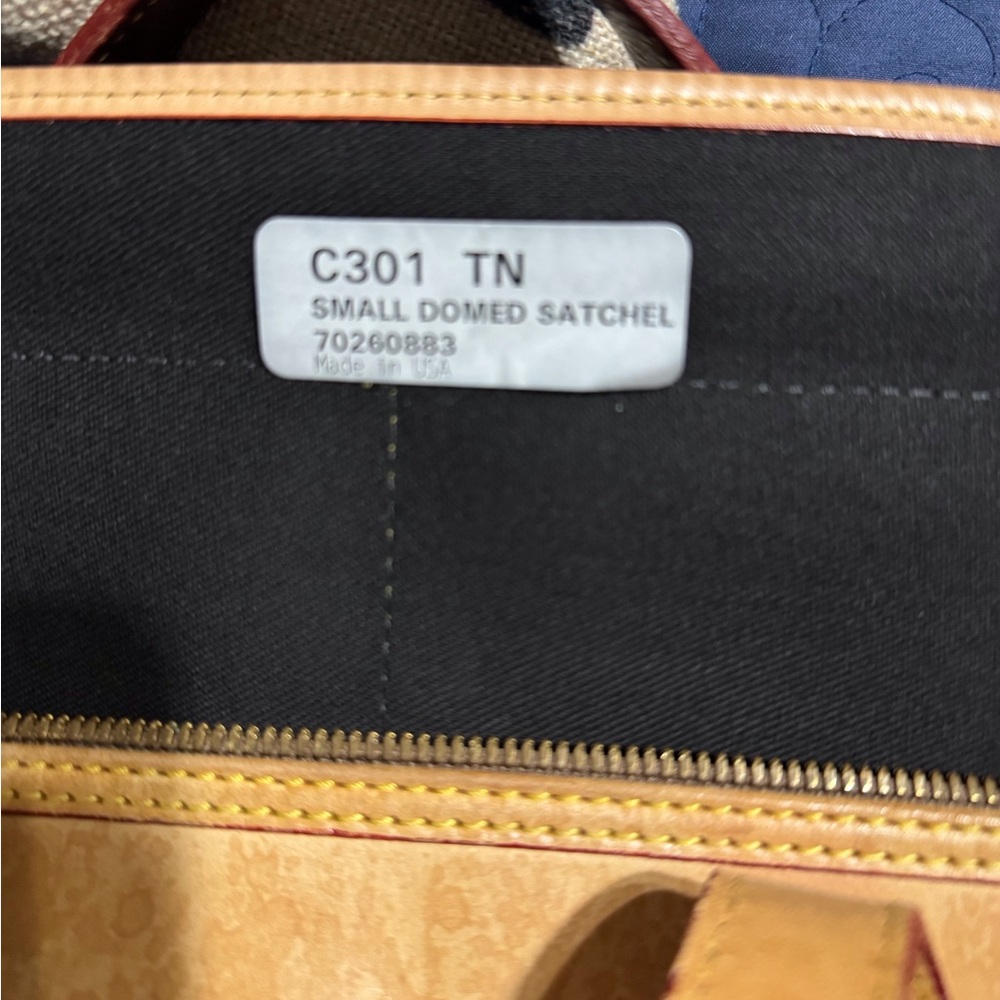 C301 TN
SMALL DOMED SATCHEL
70260883
Made in USA